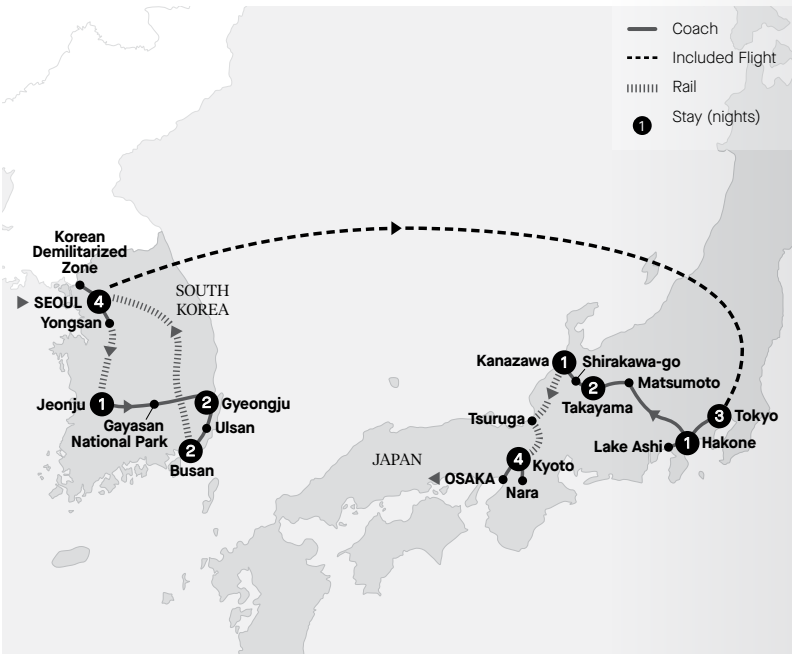 Coach
Included Flight
Rail
1 Stay (nights)
Korean
Demilitarized
Zone
SEOUL 4
Yongsan
SOUTH
KOREA
Jeonju 1
Gayasan
National Park
2 Gyeongju
Ulsan
2
Busan
Kanazawa 1
Shirakawa-go
2
Takayama
Matsumoto
3 Tokyo
1 Hakone
Lake Ashi
Tsuruga
4 Kyoto
JAPAN
OSAKA
Nara